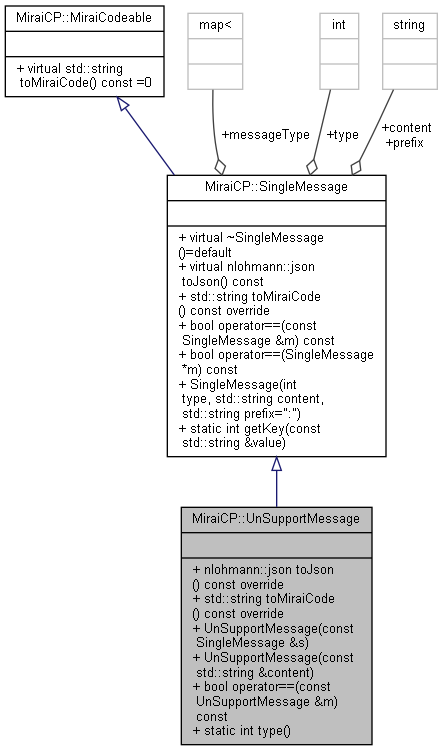 MiraiCP::MiraiCodeable
+ virtual std::string
toMiraiCode() const =0
map<
int
string
+messageType
+type
+content
+prefix
MiraiCP::SingleMessage
+ virtual ~SingleMessage
()=default
+ virtual nlohmann::json
toJson() const
+ std::string toMiraiCode
() const override
+ bool operator==(const
SingleMessage &m) const
+ bool operator==(SingleMessage
*m) const
+ SingleMessage(int
type, std::string content,
std::string prefix=":")
+ static int getKey(const
std::string &value)
MiraiCP::UnSupportMessage
+ nlohmann::json toJson
() const override
+ std::string toMiraiCode
() const override
+ UnSupportMessage(const
SingleMessage &s)
+ UnSupportMessage(const
std::string &content)
+ bool operator==(const
UnSupportMessage &m)
const
+ static int type()